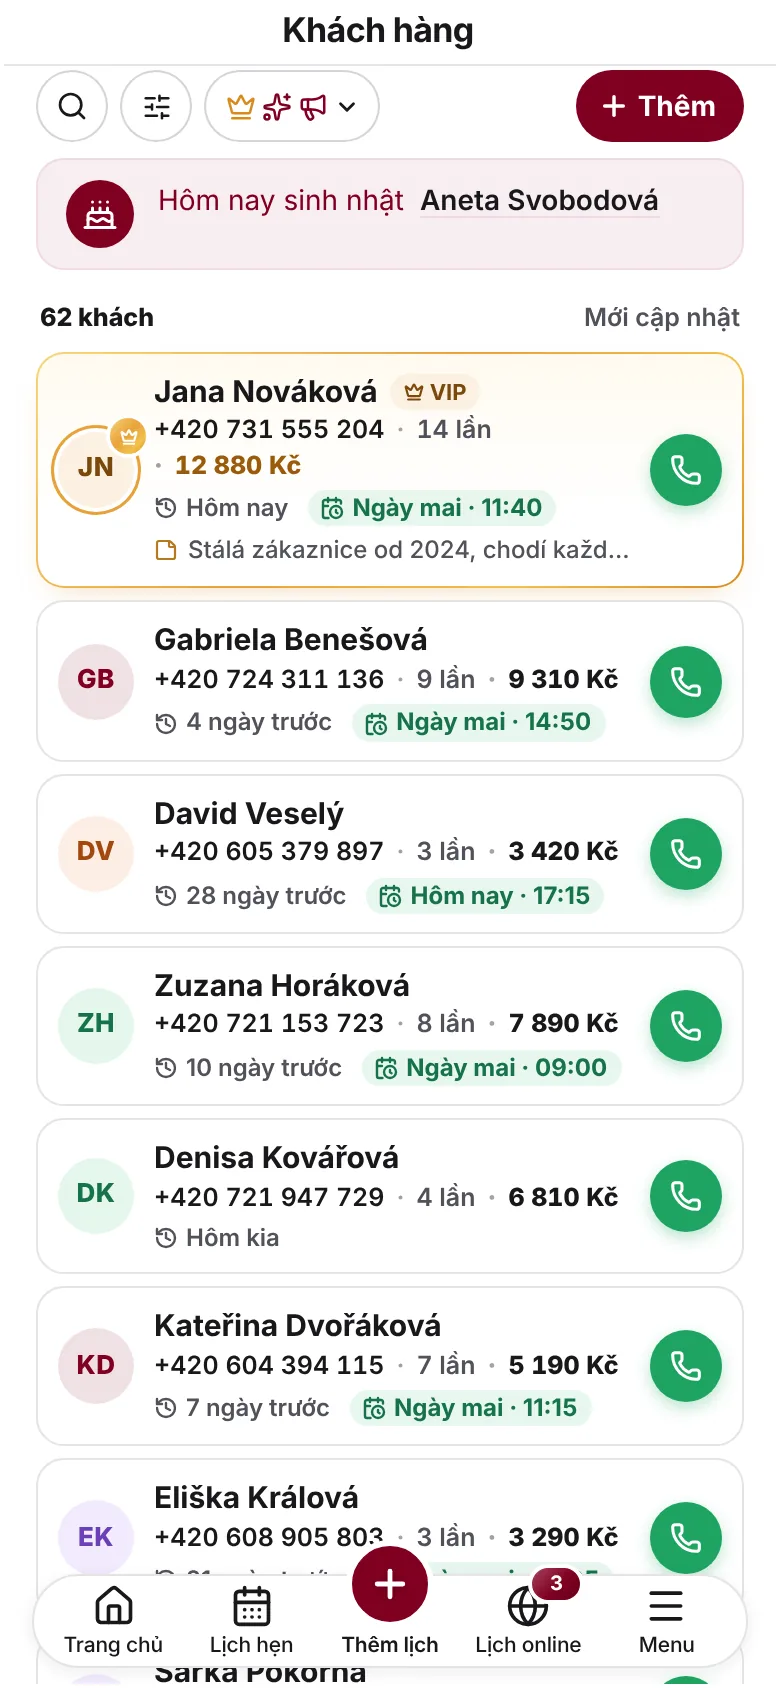 Khách hàng
Thêm
Hôm nay sinh nhật Aneta Svobodová
62 khách
Mới cập nhật
Jana Nováková
VIP
JN
+420 731 555 204 · 14 lần
· 12 880 Kč
Hôm nay
Ngày mai · 11:40
Stálá zákaznice od 2024, chodí každ...
Gabriela Benešová
GB
+420 724 311 136 · 9 lần · 9 310 Kč
4 ngày trước
Ngày mai · 14:50
David Veselý
DV
+420 605 379 897 · 3 lần · 3 420 Kč
28 ngày trước
Hôm nay · 17:15
Zuzana Horáková
ZH
+420 721 153 723 · 8 lần · 7 890 Kč
10 ngày trước
Ngày mai · 09:00
Denisa Kovářová
DK
+420 721 947 729 · 4 lần · 6 810 Kč
Hôm kia
Kateřina Dvořáková
KD
+420 604 394 115 · 7 lần · 5 190 Kč
7 ngày trước
Ngày mai · 11:15
Eliška Králová
EK
+420 608 905 803 · 3 lần · 3 290 Kč
3
Trang chủ
Lịch hẹn
Thêm lịch
Lịch online
Menu